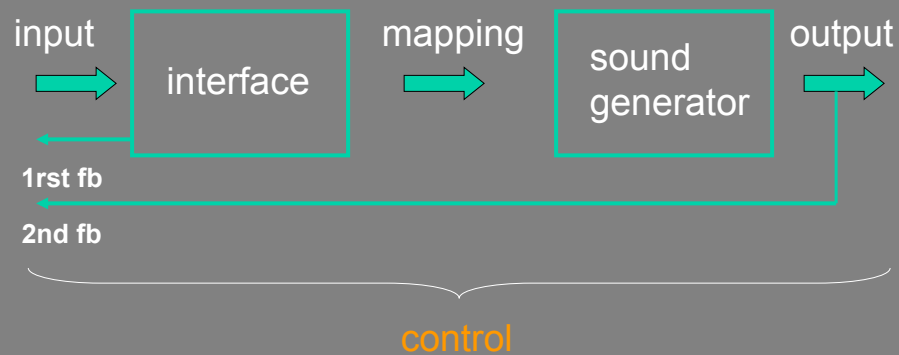 input
interface
mapping
sound
generator
output
1rst fb
2nd fb
control